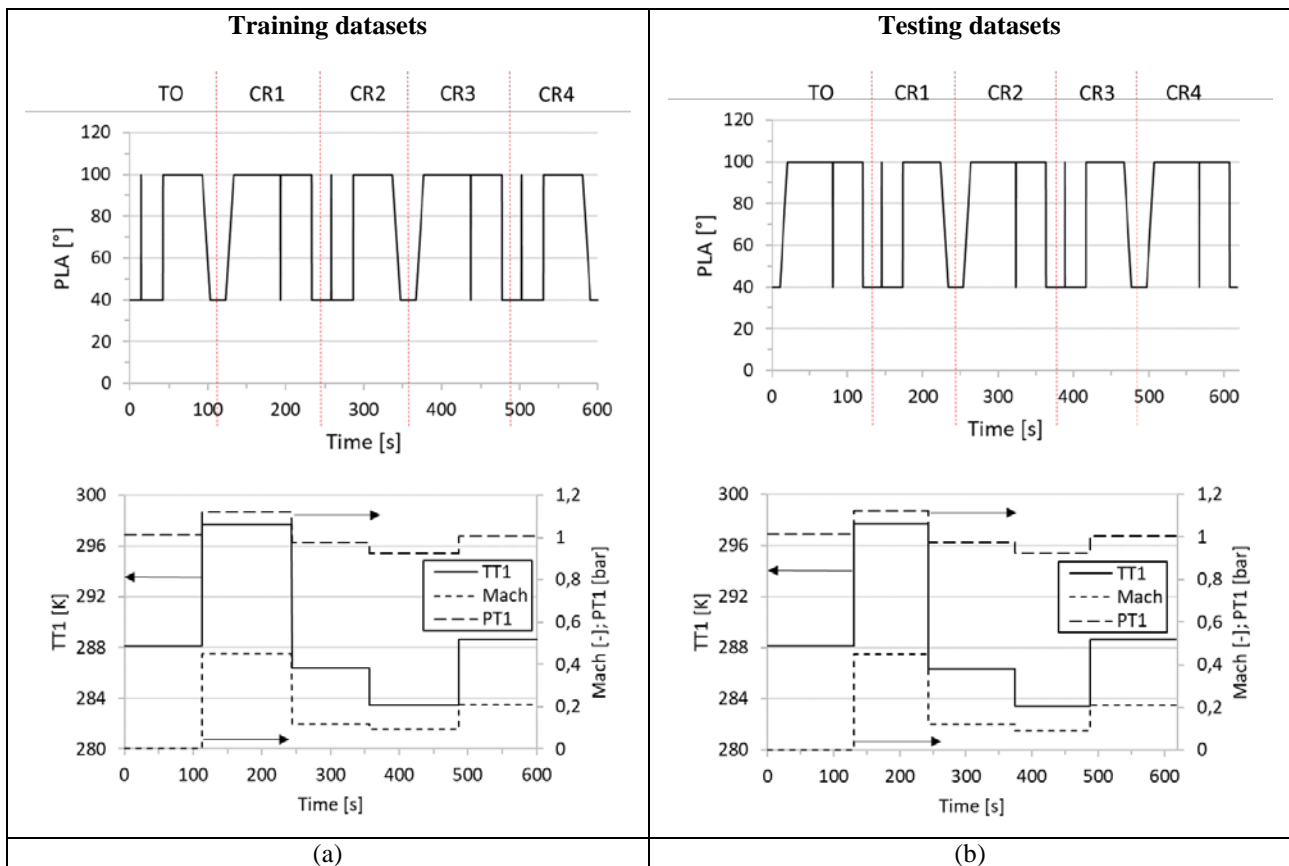 Training datasets
TO CR1 CR2 CR3 CR4
120
100
80
60
40
20
0
PLA [°]
0 100 200 300 400 500 600
Time [s]
300
296
292
288
284
280
TT1 [K]
1,2
1
0,8
0,6
0,4
0,2
0
Mach [-]; PT1 [bar]
TT1
Mach
PT1
0 100 200 300 400 500 600
Time [s]
(a)
Testing datasets
TO CR1 CR2 CR3 CR4
120
100
80
60
40
20
0
PLA [°]
0 100 200 300 400 500 600
Time [s]
300
296
292
288
284
280
TT1 [K]
1,2
1
0,8
0,6
0,4
0,2
0
Mach [-]; PT1 [bar]
TT1
Mach
PT1
0 100 200 300 400 500 600
Time [s]
(b)